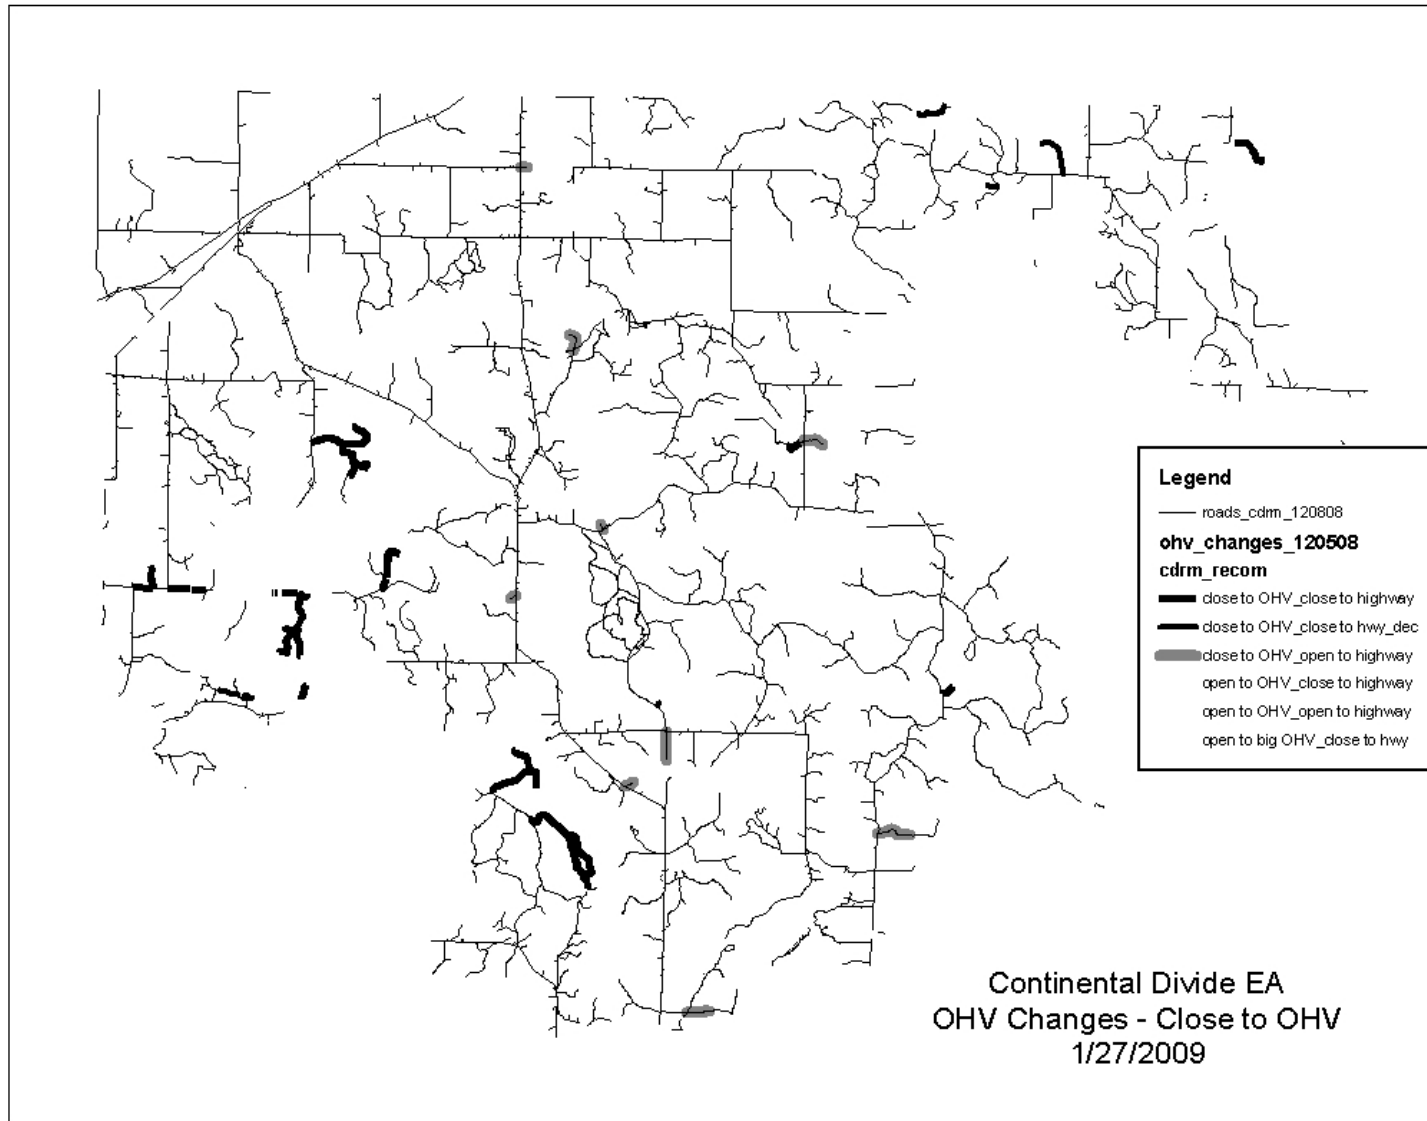 Legend
roads_cdrm_120808
ohv_changes_120508
cdrm_recom
close to OHV_close to highway
close to OHV_close to hwy_dec
close to OHV_open to highway
open to OHV_close to highway
open to OHV_open to highway
open to big OHV_close to hwy
Continental Divide EA
OHV Changes - Close to OHV
1/27/2009